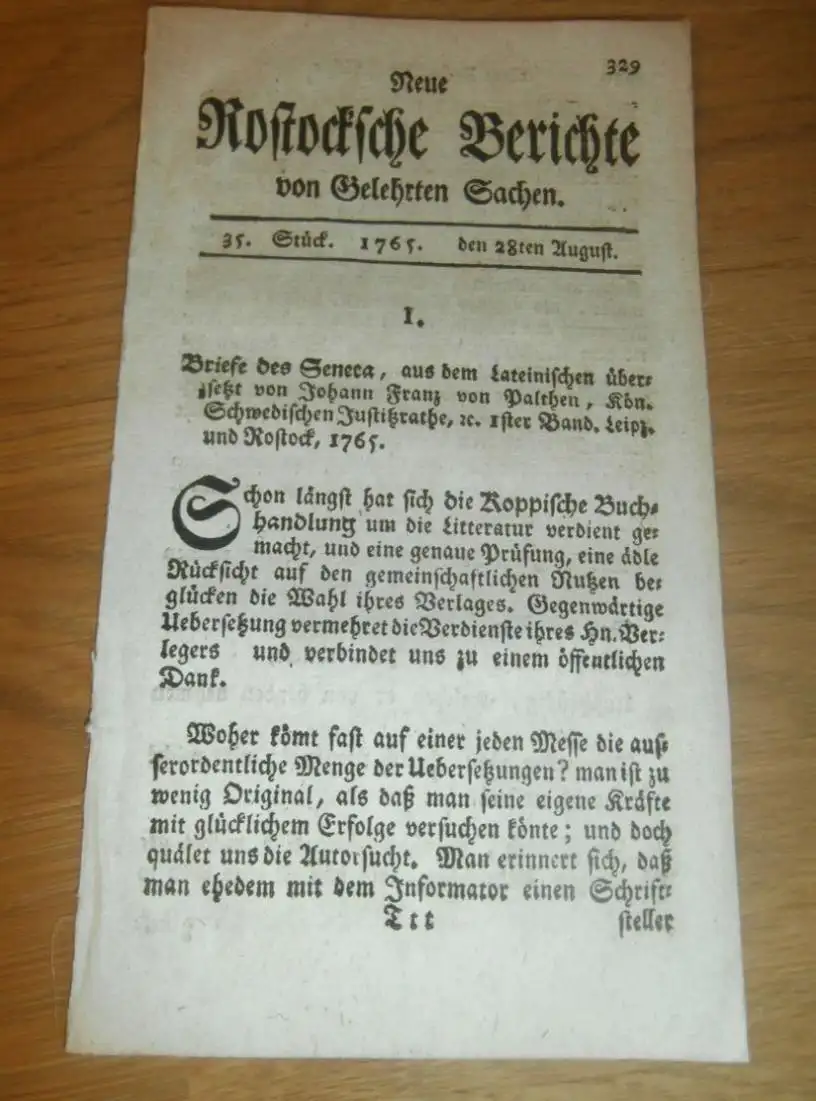 329
Neue
Rostocksche Berichte
von Gelehrten Sachen.
35. Stück. 1765. den 28ten August.
I.
Briefe des Seneca, aus dem Lateinischen über-
setzt von Johann Franz von Palthen, Kön.
Schwedischen Justitzrathe, ꝛc. 1ster Band. Leipz.
und Rostock, 1765.
Schon längst hat sich die Koppische Buch-
handlung um die Litteratur verdient ge-
macht, und eine genaue Prüfung, eine ädle
Rücksicht auf den gemeinschaftlichen Nutzen be-
glücken die Wahl ihres Verlages. Gegenwärtige
Uebersetzung vermehret die Verdienste ihres Hn. Ver-
legers und verbindet uns zu einem öffentlichen
Dank.
Woher kömt fast auf einer jeden Messe die aus-
serordentliche Menge der Uebersetzungen? man ist zu
wenig Original, als daß man seine eigene Kräfte
mit glücklichem Erfolge versuchen könte; und doch
quälet uns die Autorsucht. Man erinnert sich, daß
man ehedem mit dem Informator einen Schrift-
Ttt steller